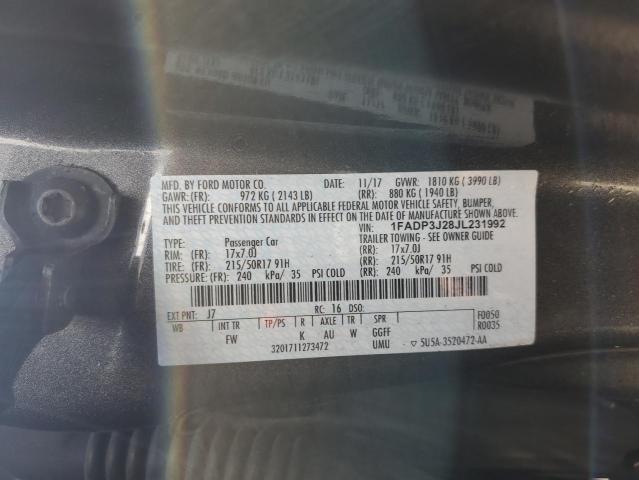 MFD. BY FORD MOTOR CO. DATE: 11/17 GVWR: 1810 KG ( 3990 LB)
GAWR: (FR): 972 KG ( 2143 LB) (RR): 880 KG ( 1940 LB)
THIS VEHICLE CONFORMS TO ALL APPLICABLE FEDERAL MOTOR VEHICLE SAFETY, BUMPER,
AND THEFT PREVENTION STANDARDS IN EFFECT ON THE DATE OF MANUFACTURE SHOWN ABOVE.
VIN: 1FADP3J28JL231992
TYPE: Passenger Car TRAILER TOWING - SEE OWNER GUIDE
RIM: (FR): 17x7.0J (RR): 17x7.0J
TIRE: (FR): 215/50R17 91H (RR): 215/50R17 91H
PRESSURE: (FR): 240 kPa/ 35 PSI COLD (RR): 240 kPa/ 35 PSI COLD
EXT PNT: J7 RC: 16 DSO: F0050
WB INT TR TP/PS R AXLE TR SPR R0035
FW K AU W GGFF
3201711273472 UMU ▽ 5U5A-3520472-AA